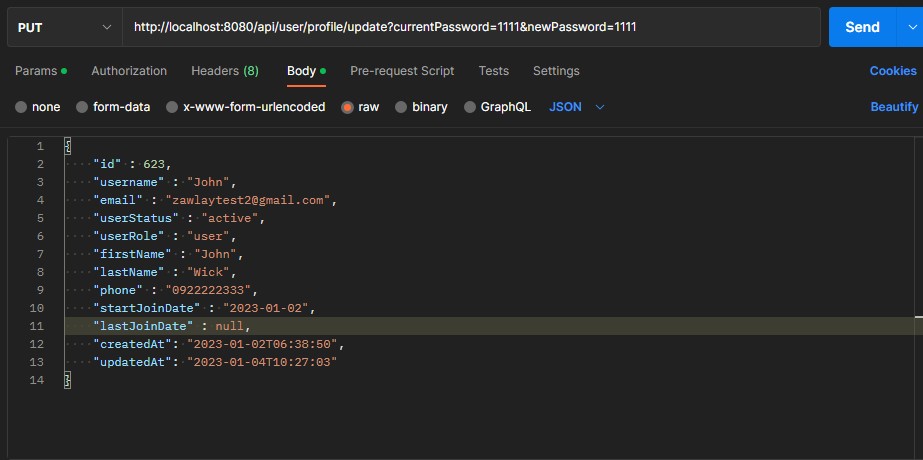 PUT http://localhost:8080/api/user/profile/update?currentPassword=1111&newPassword=1111 Send
Params Authorization Headers (8) Body Pre-request Script Tests Settings Cookies
none form-data x-www-form-urlencoded raw binary GraphQL JSON Beautify
1 {
2 "id" : 623,
3 "username" : "John",
4 "email" : "zawlaytest2@gmail.com",
5 "userStatus" : "active",
6 "userRole" : "user",
7 "firstName" : "John",
8 "lastName" : "Wick",
9 "phone" : "0922222333",
10 "startJoinDate" : "2023-01-02",
11 "lastJoinDate" : null,
12 "createdAt": "2023-01-02T06:38:50",
13 "updatedAt": "2023-01-04T10:27:03"
14 }